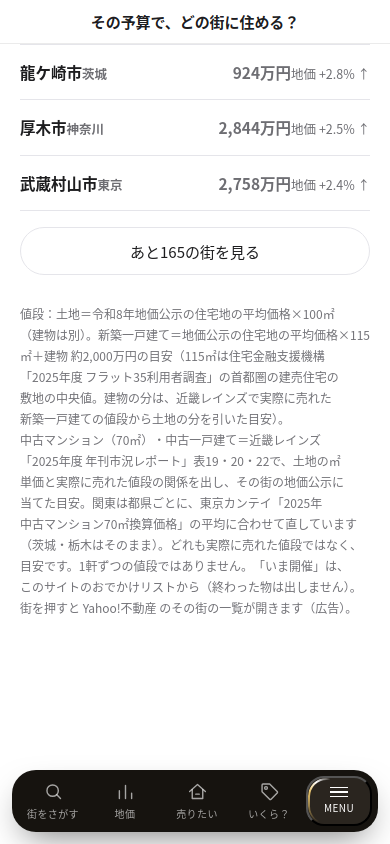 その予算で、どの街に住める？
龍ケ崎市茨城 924万円地価 +2.8% ↑
厚木市神奈川 2,844万円地価 +2.5% ↑
武蔵村山市東京 2,758万円地価 +2.4% ↑
あと165の街を見る
値段：土地＝令和8年地価公示の住宅地の平均価格×100㎡
（建物は別）。新築一戸建て＝地価公示の住宅地の平均価格×115
㎡＋建物 約2,000万円の目安（115㎡は住宅金融支援機構
「2025年度 フラット35利用者調査」の首都圏の建売住宅の
敷地の中央値。建物の分は、近畿レインズで実際に売れた
新築一戸建ての値段から土地の分を引いた目安）。
中古マンション（70㎡）・中古一戸建て＝近畿レインズ
「2025年度 年刊市況レポート」表19・20・22で、土地の㎡
単価と実際に売れた値段の関係を出し、その街の地価公示に
当てた目安。関東は都県ごとに、東京カンテイ「2025年
中古マンション70㎡換算価格」の平均に合わせて直しています
（茨城・栃木はそのまま）。どれも実際に売れた値段ではなく、
目安です。1軒ずつの値段ではありません。「いま開催」は、
このサイトのおでかけリストから（終わった物は出しません）。
街を押すと Yahoo!不動産 のその街の一覧が開きます（広告）。
街をさがす 地価 売りたい いくら？ MENU